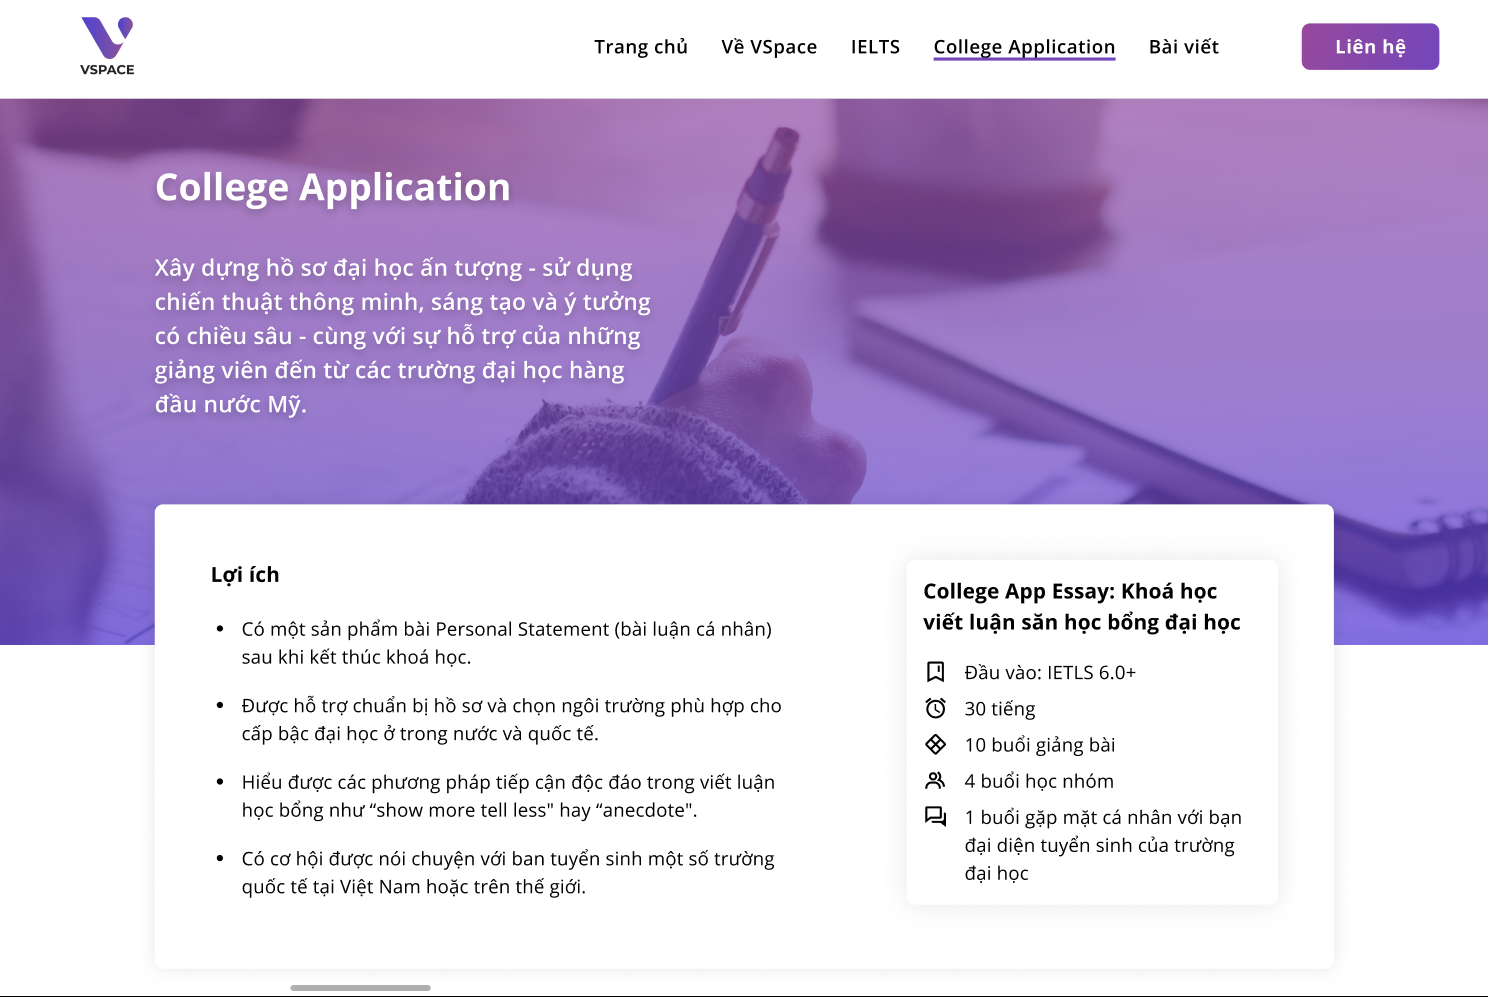 VSPACE
Trang chủ
Về VSpace
IELTS
College Application
Bài viết
Liên hệ
College Application
Xây dựng hồ sơ đại học ấn tượng - sử dụng
chiến thuật thông minh, sáng tạo và ý tưởng
có chiều sâu - cùng với sự hỗ trợ của những
giảng viên đến từ các trường đại học hàng
đầu nước Mỹ.
Lợi ích
• Có một sản phẩm bài Personal Statement (bài luận cá nhân)
sau khi kết thúc khoá học.
• Được hỗ trợ chuẩn bị hồ sơ và chọn ngôi trường phù hợp cho
cấp bậc đại học ở trong nước và quốc tế.
• Hiểu được các phương pháp tiếp cận độc đáo trong viết luận
học bổng như “show more tell less" hay “anecdote".
• Có cơ hội được nói chuyện với ban tuyển sinh một số trường
quốc tế tại Việt Nam hoặc trên thế giới.
College App Essay: Khoá học
viết luận săn học bổng đại học
Đầu vào: IETLS 6.0+
30 tiếng
10 buổi giảng bài
4 buổi học nhóm
1 buổi gặp mặt cá nhân với bạn
đại diện tuyển sinh của trường
đại học